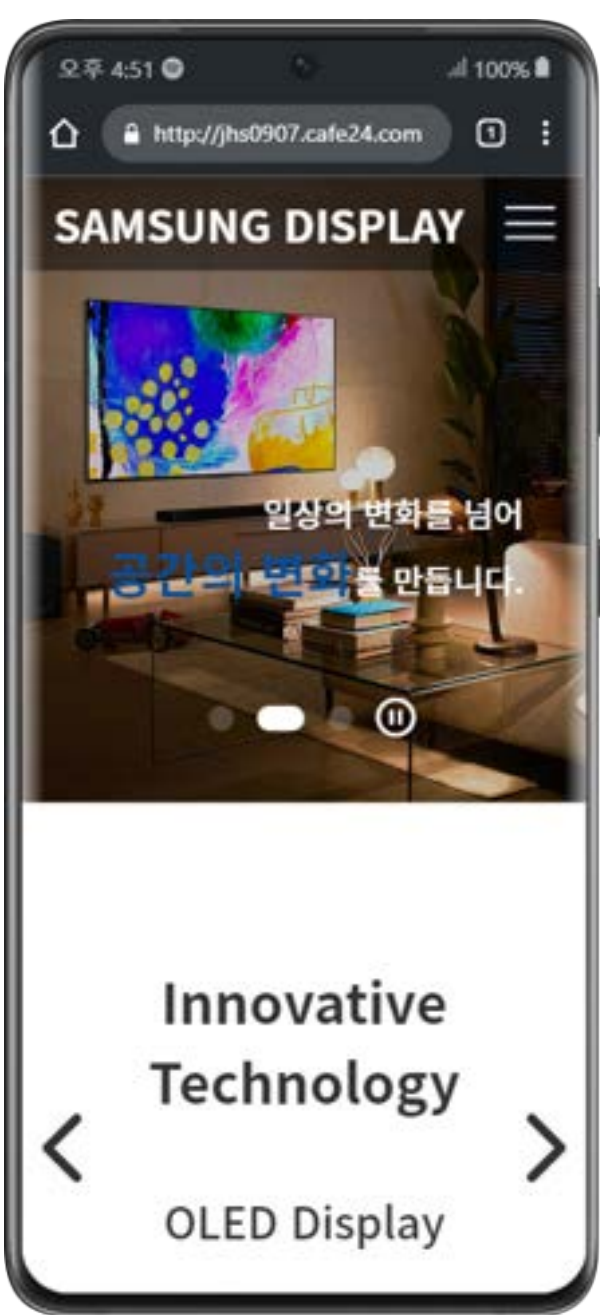 오후 4:51
100%
http://jhs0907.cafe24.com
1
SAMSUNG DISPLAY
일상의 변화를 넘어
공간의 변화를 만듭니다.
Innovative
Technology
OLED Display